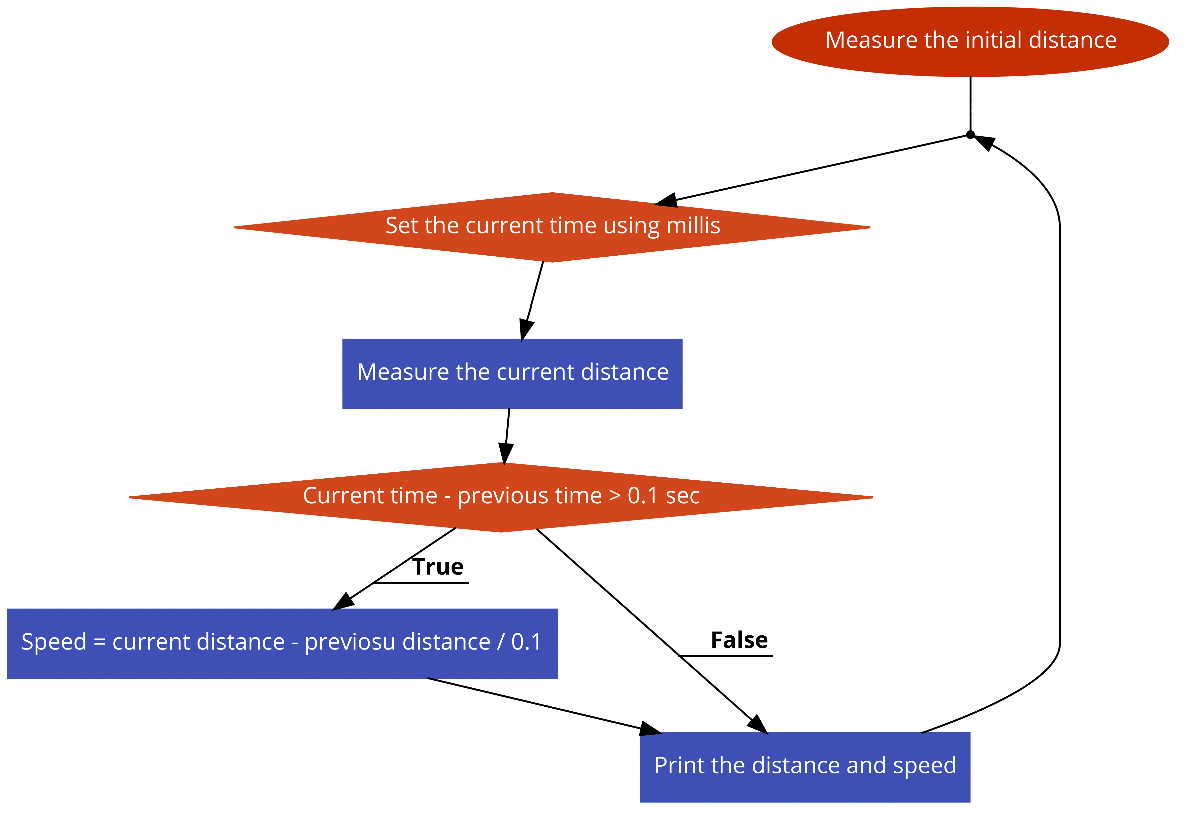 Measure the initial distance
Set the current time using millis
Measure the current distance
Current time - previous time > 0.1 sec
True
Speed = current distance - previosu distance / 0.1
False
Print the distance and speed